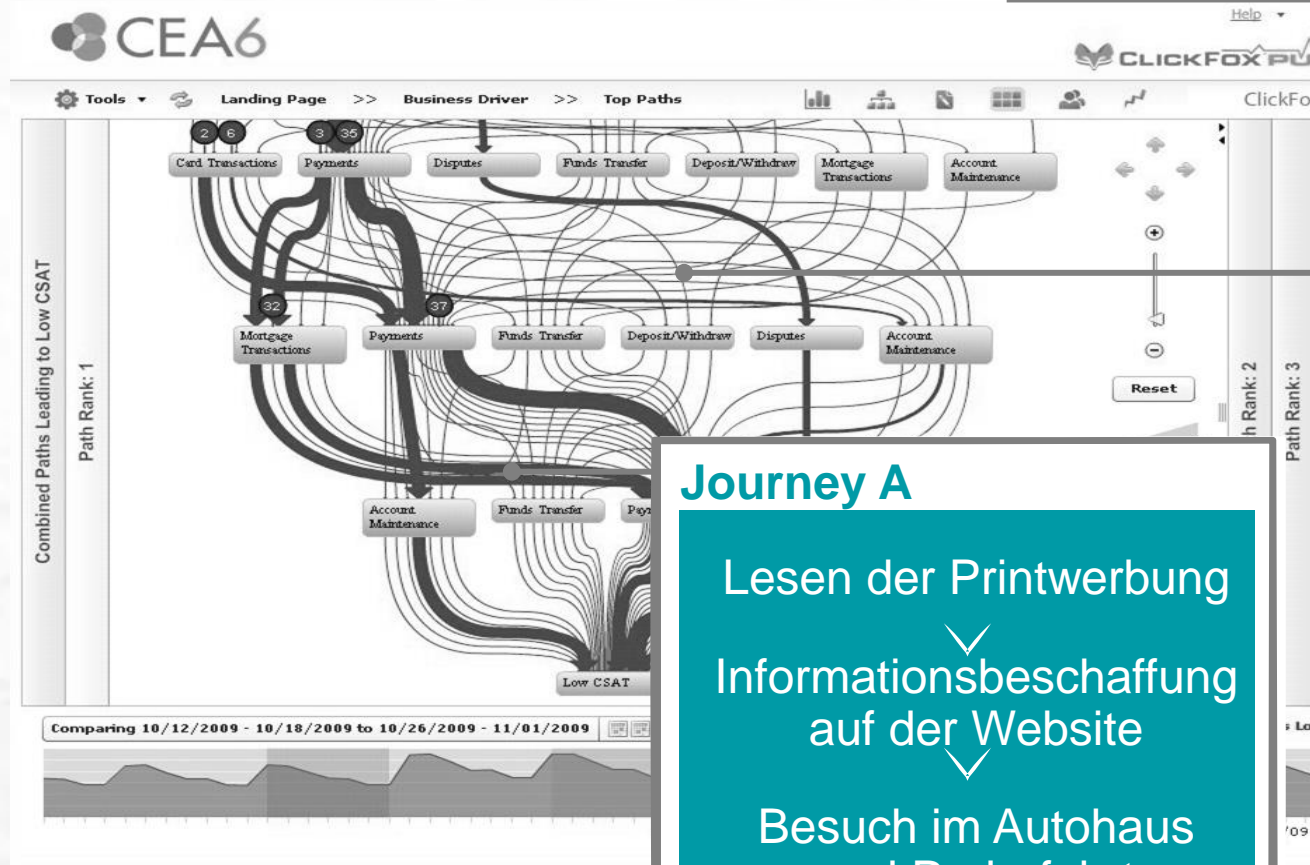 Help
CEA6
CLICKFOX
Tools
Landing Page >> Business Driver >> Top Paths
Combined Paths Leading to Low CSAT
Path Rank: 1
2 6 3 35
Card Transactions
Payments
Disputes
Funds Transfer
Deposit/Withdraw
Mortgage
Transactions
Account
Maintenance
32 37
Mortgage
Transactions
Payments
Funds Transfer
Deposit/Withdraw
Disputes
Account
Maintenance
Reset
Rank: 2
Path Rank: 3
Account
Maintenance
Funds Transfer
Low CSAT
Comparing 10/12/2009 - 10/18/2009 to 10/26/2009 - 11/01/2009
Journey A
Lesen der Printwerbung
Informationsbeschaffung
auf der Website
Besuch im Autohaus